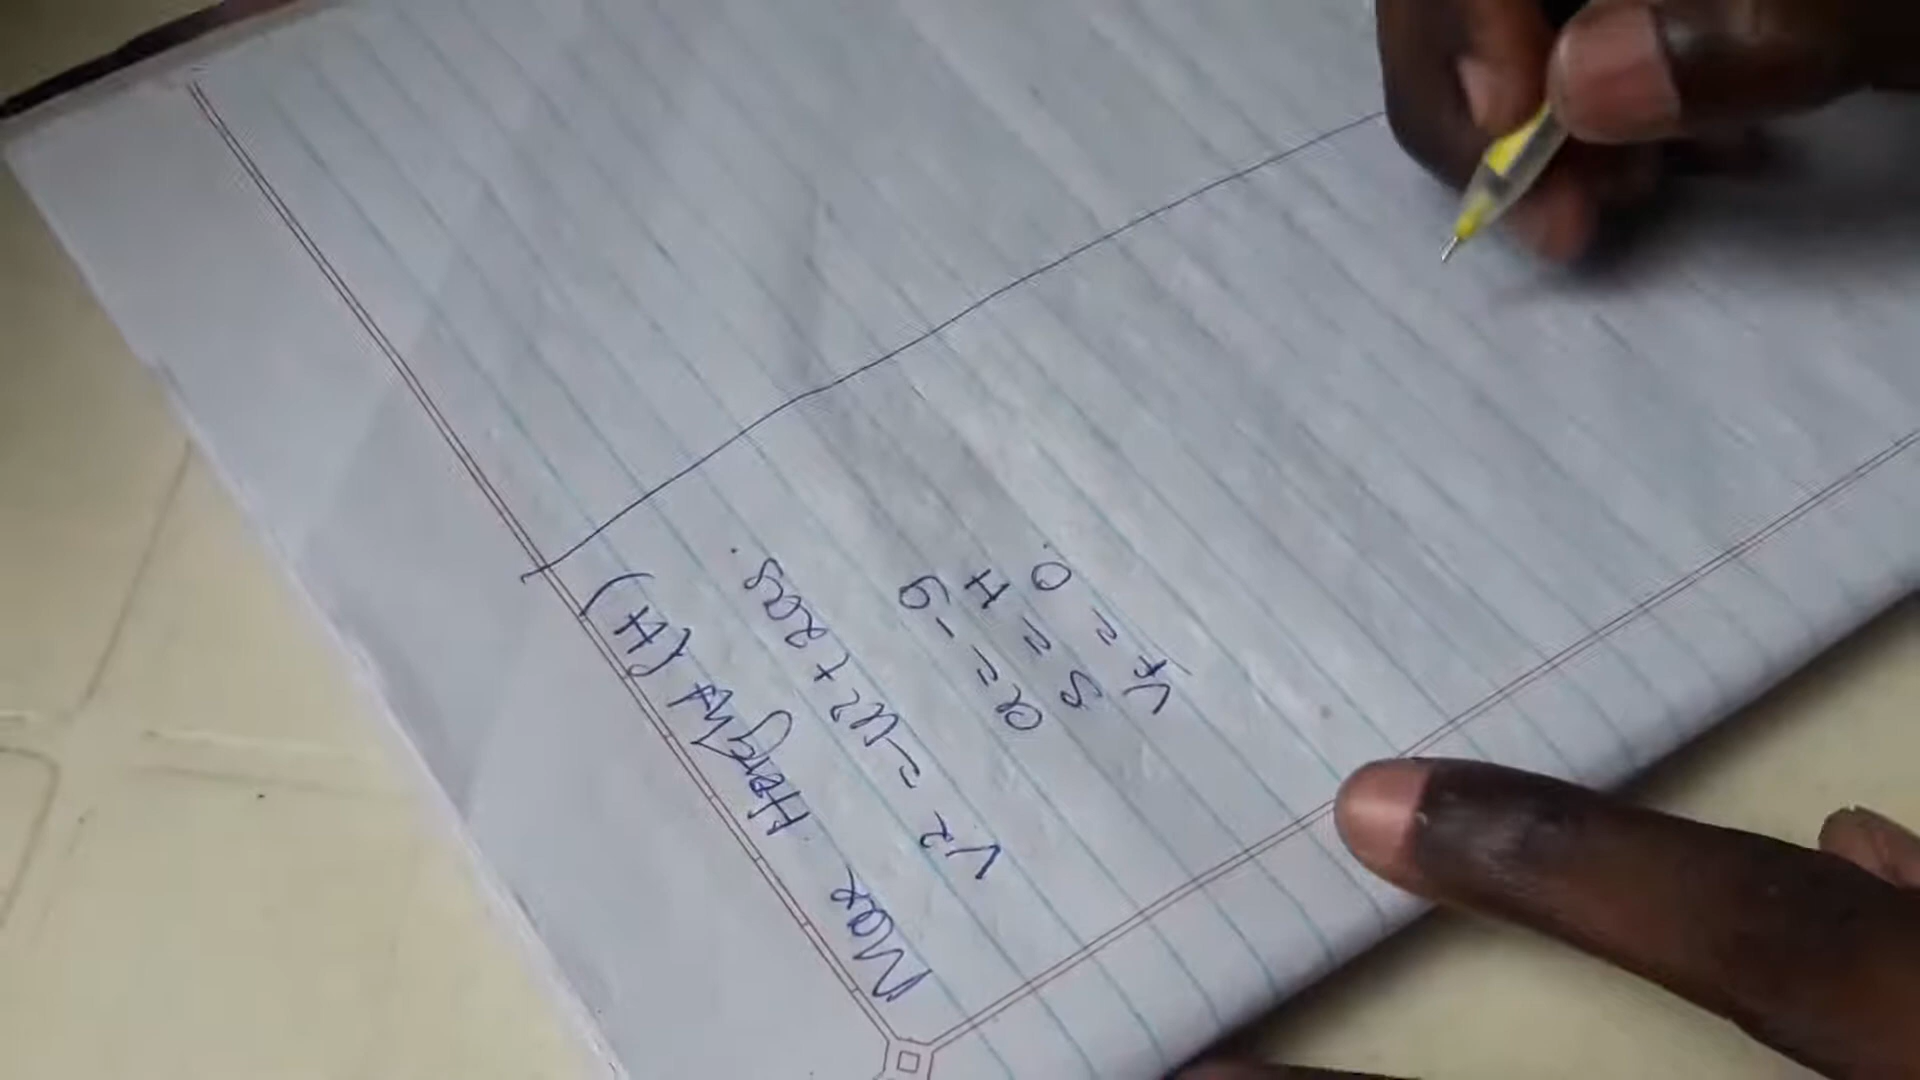 Max Height (H)
V2 = U2 + 2as.
a = -g
s = H
Vf = 0.